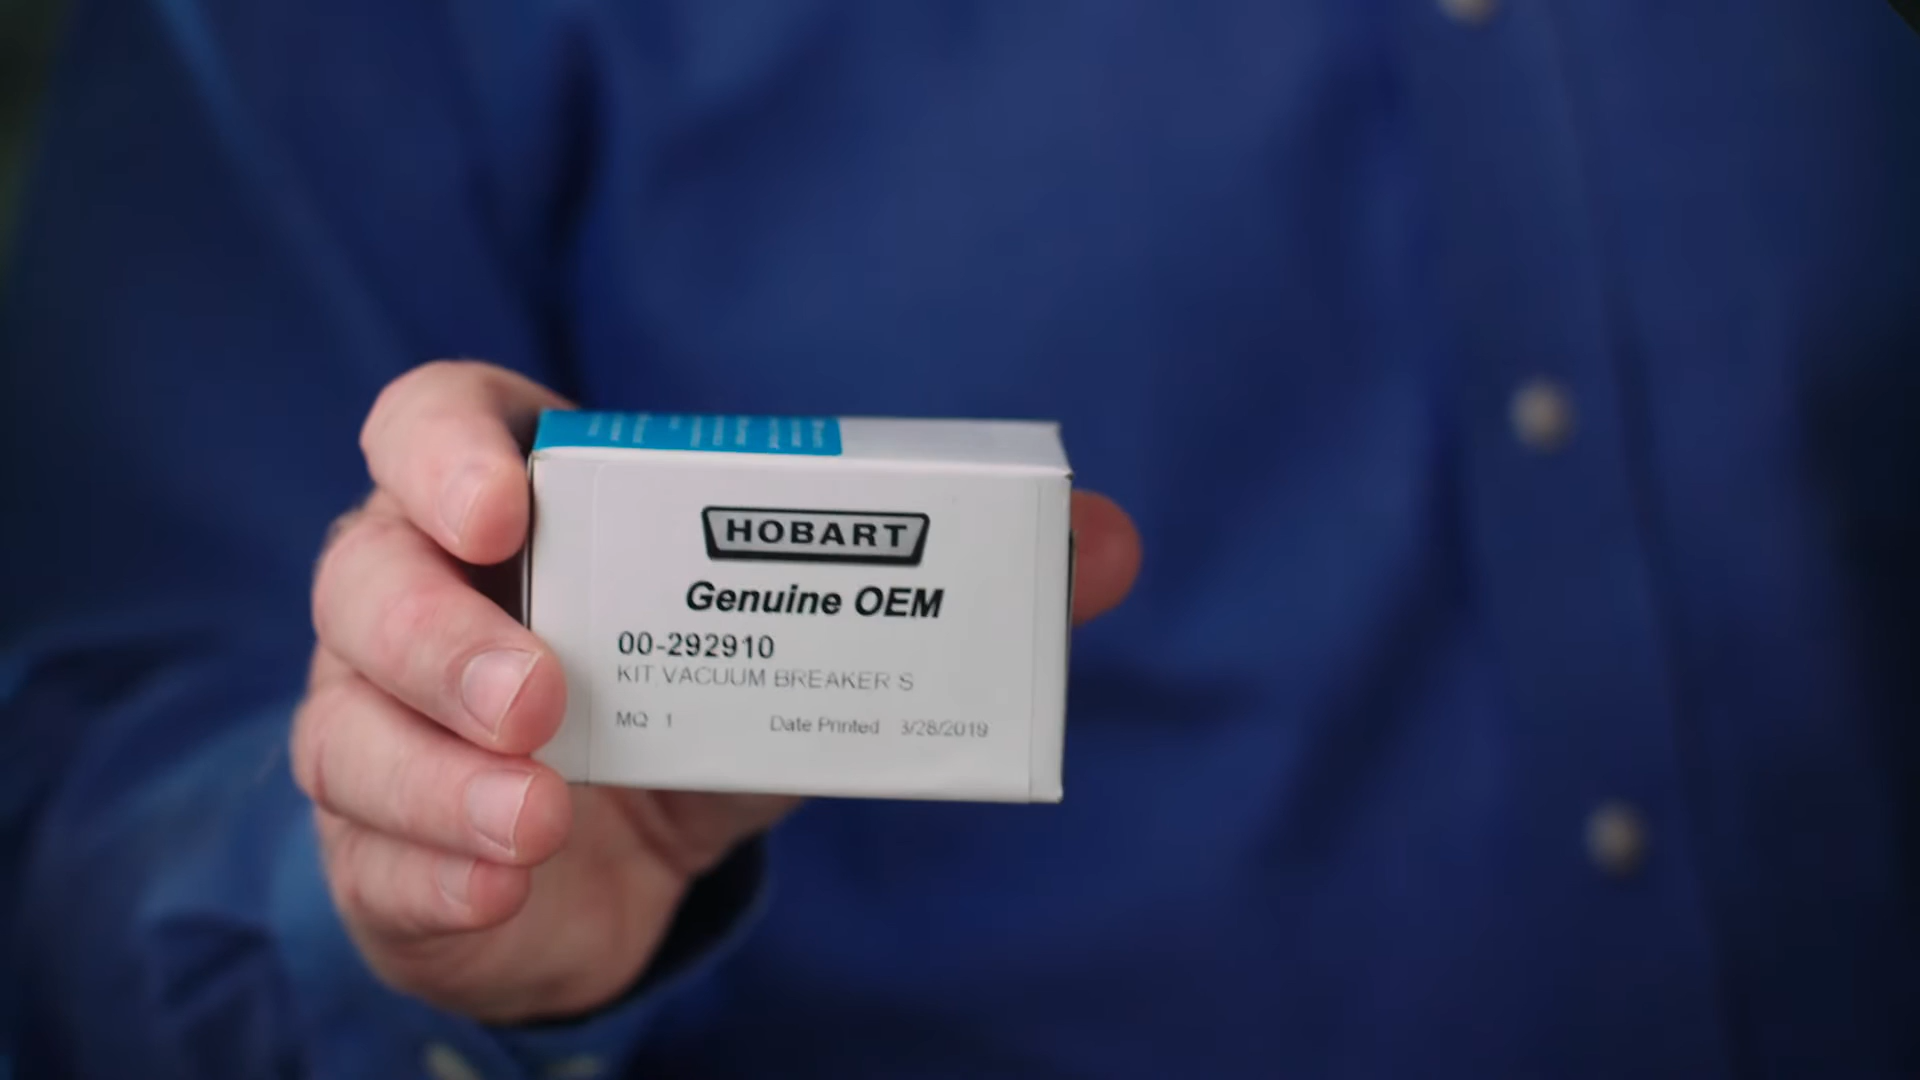 HOBART
Genuine OEM
00-292910
KIT, VACUUM BREAKER S
MQ 1 Date Printed 3/28/2019